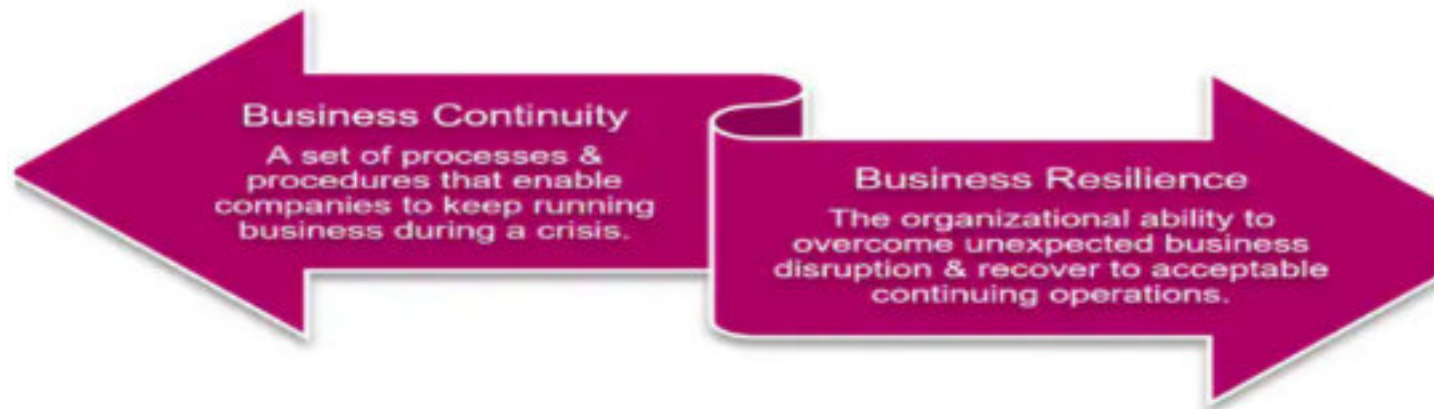 Business Continuity
A set of processes &
procedures that enable
companies to keep running
business during a crisis.
Business Resilience
The organizational ability to
overcome unexpected business
disruption & recover to acceptable
continuing operations.